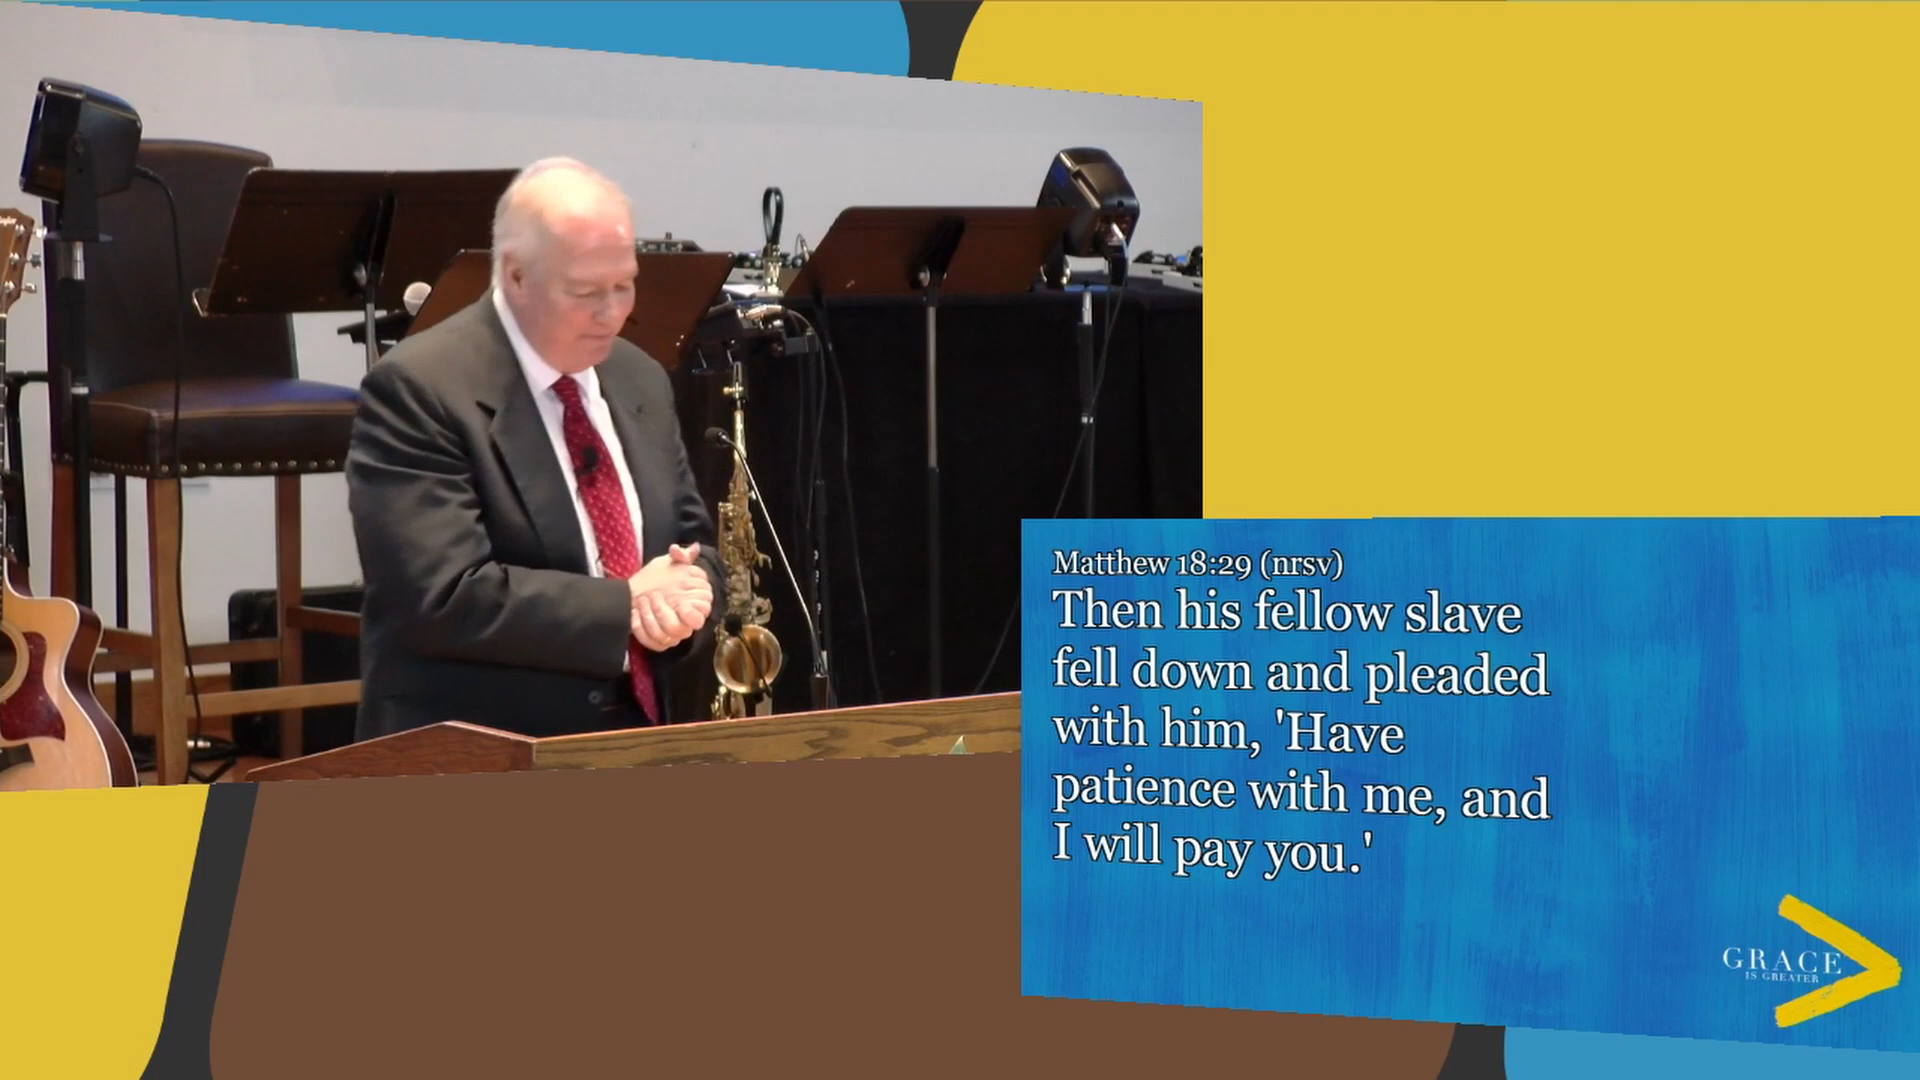 Matthew 18:29 (nrsv)
Then his fellow slave
fell down and pleaded
with him, 'Have
patience with me, and
I will pay you.'
GRACE
IS GREATER